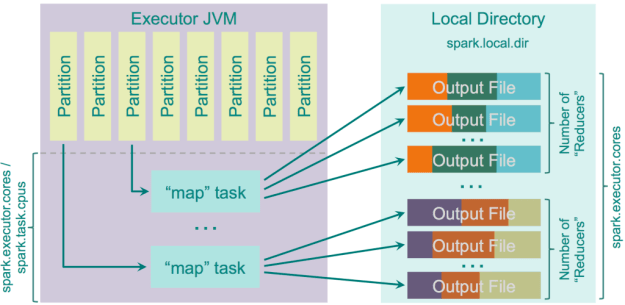 Executor JVM
Partition
Partition
Partition
Partition
Partition
Partition
Partition
Partition
spark.executor.cores /
spark.task.cpus
“map” task
...
“map” task
Local Directory
spark.local.dir
Output File
Output File
...
Output File
Number of
“Reducers”
...
Output File
Output File
...
Output File
Number of
“Reducers”
spark.executor.cores